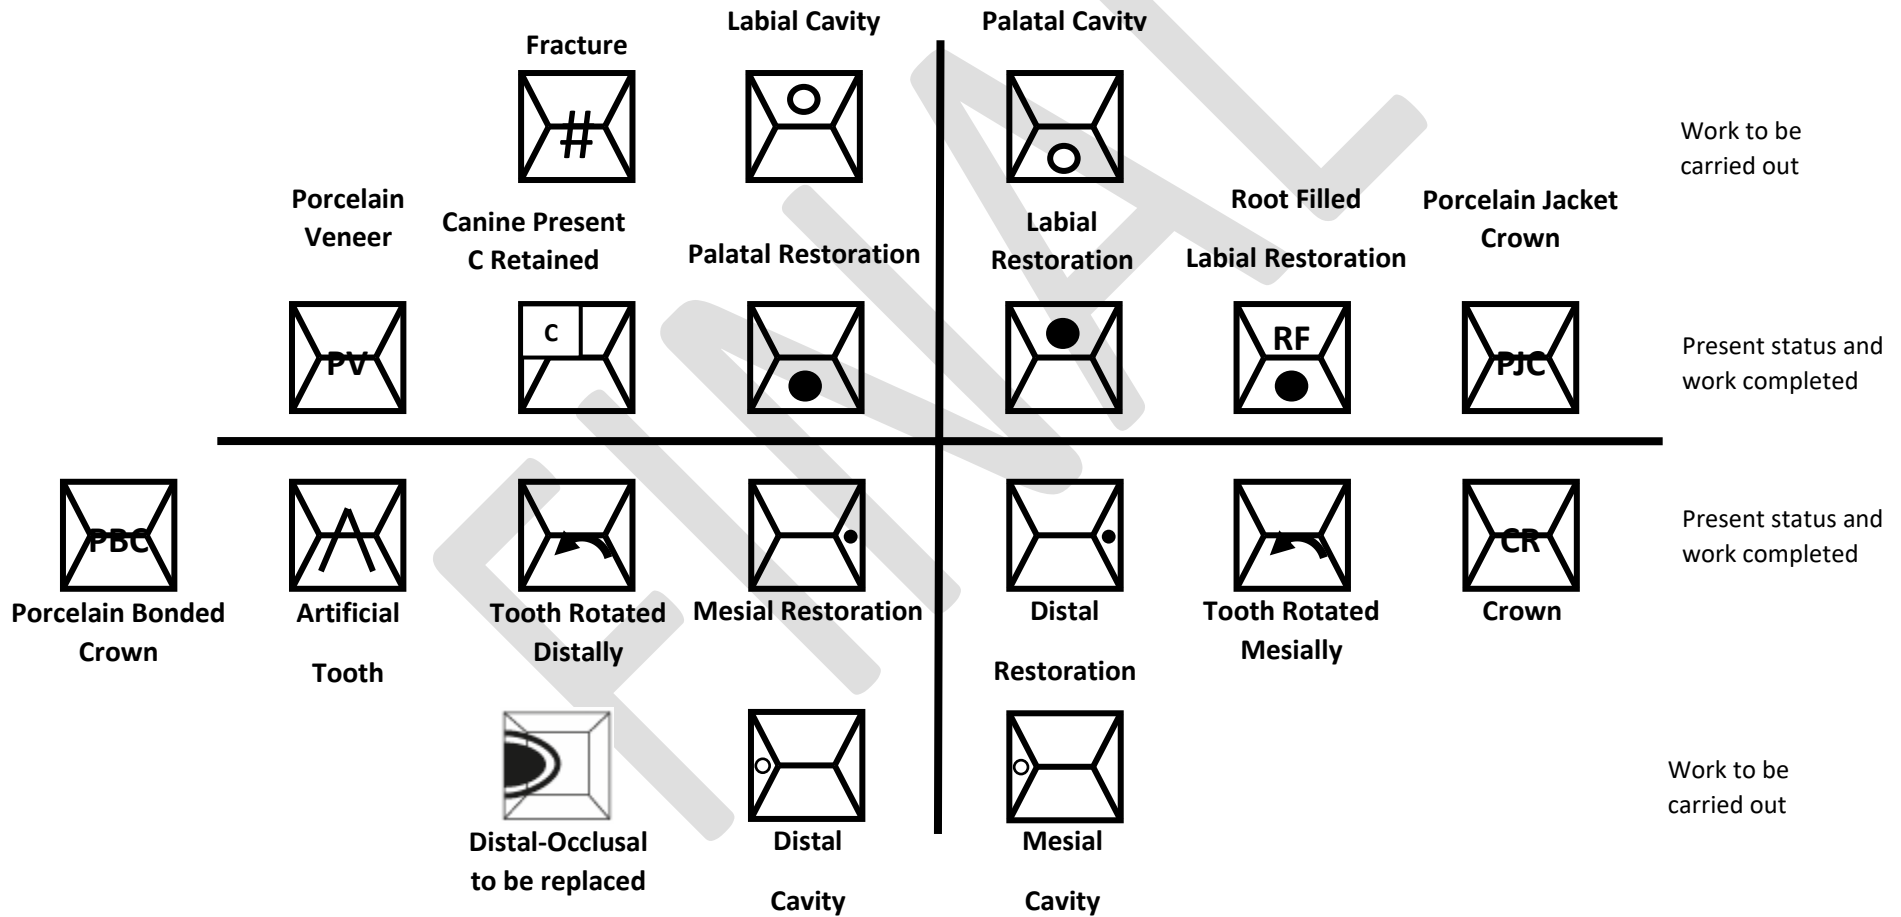 Labial Cavity
Palatal Cavity
Fracture
#
Work to be
carried out
Porcelain
Veneer
Canine Present
C Retained
Palatal Restoration
Labial
Restoration
Root Filled
Labial Restoration
Porcelain Jacket
Crown
PV
C
RF
PJC
Present status and
work completed
PBC
CR
Present status and
work completed
Porcelain Bonded
Crown
Artificial
Tooth
Tooth Rotated
Distally
Mesial Restoration
Distal
Restoration
Tooth Rotated
Mesially
Crown
Distal-Occlusal
to be replaced
Distal
Cavity
Mesial
Cavity
Work to be
carried out
FINAL